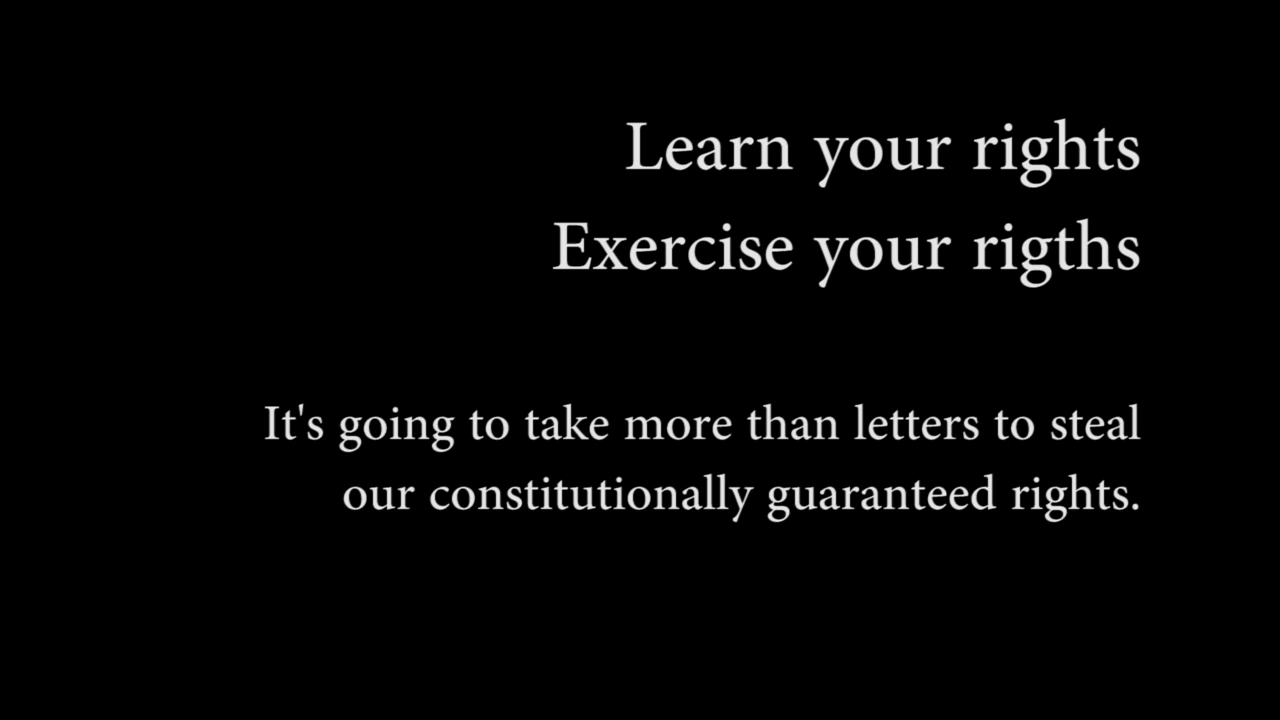 Learn your rights
Exercise your rigths
It's going to take more than letters to steal
our constitutionally guaranteed rights.